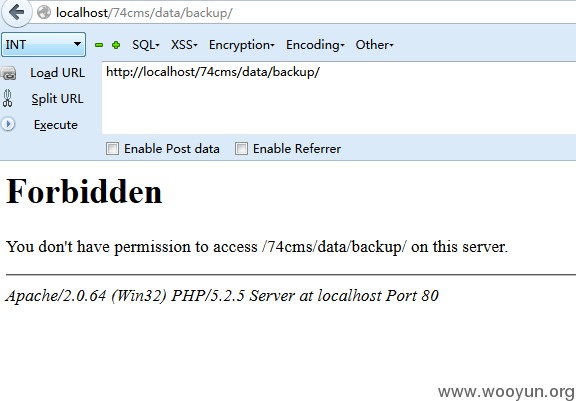 localhost/74cms/data/backup/
INT SQL- XSS- Encryption- Encoding- Other-
Load URL http://localhost/74cms/data/backup/
Split URL
Execute
Enable Post data Enable Referrer
Forbidden
You don't have permission to access /74cms/data/backup/ on this server.
Apache/2.0.64 (Win32) PHP/5.2.5 Server at localhost Port 80
www.wooyun.org